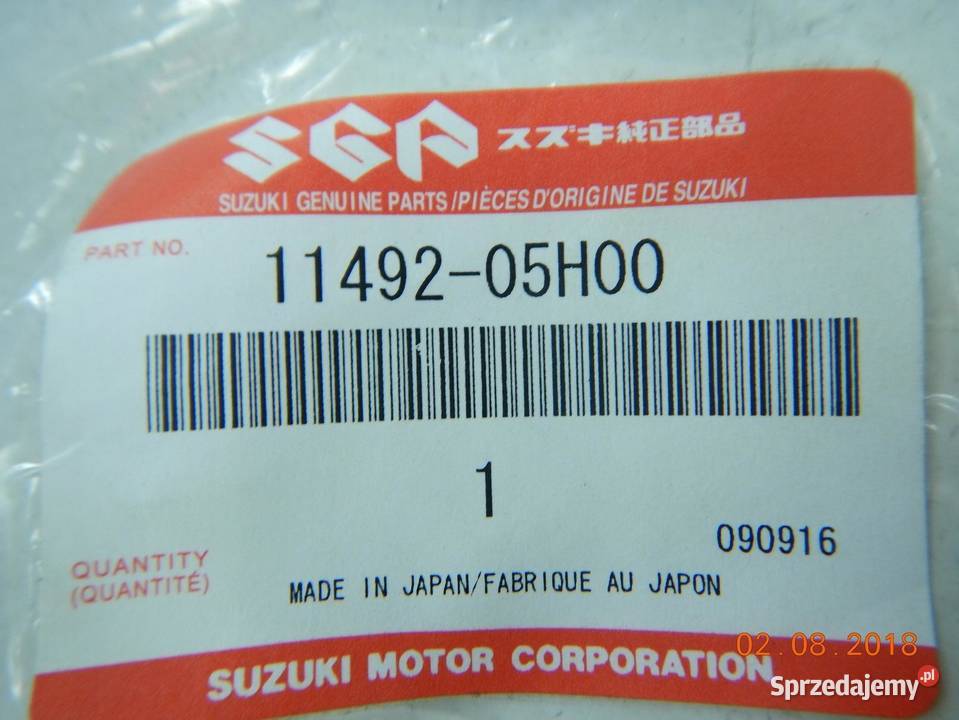 SGP スズキ純正部品
SUZUKI GENUINE PARTS/PIÈCES D'ORIGINE DE SUZUKI
PART NO.
11492-05H00
1
090916
QUANTITY
(QUANTITÉ)
MADE IN JAPAN/FABRIQUE AU JAPON
02.08.2018
SUZUKI MOTOR CORPORATION
Sprzedajemy.pl